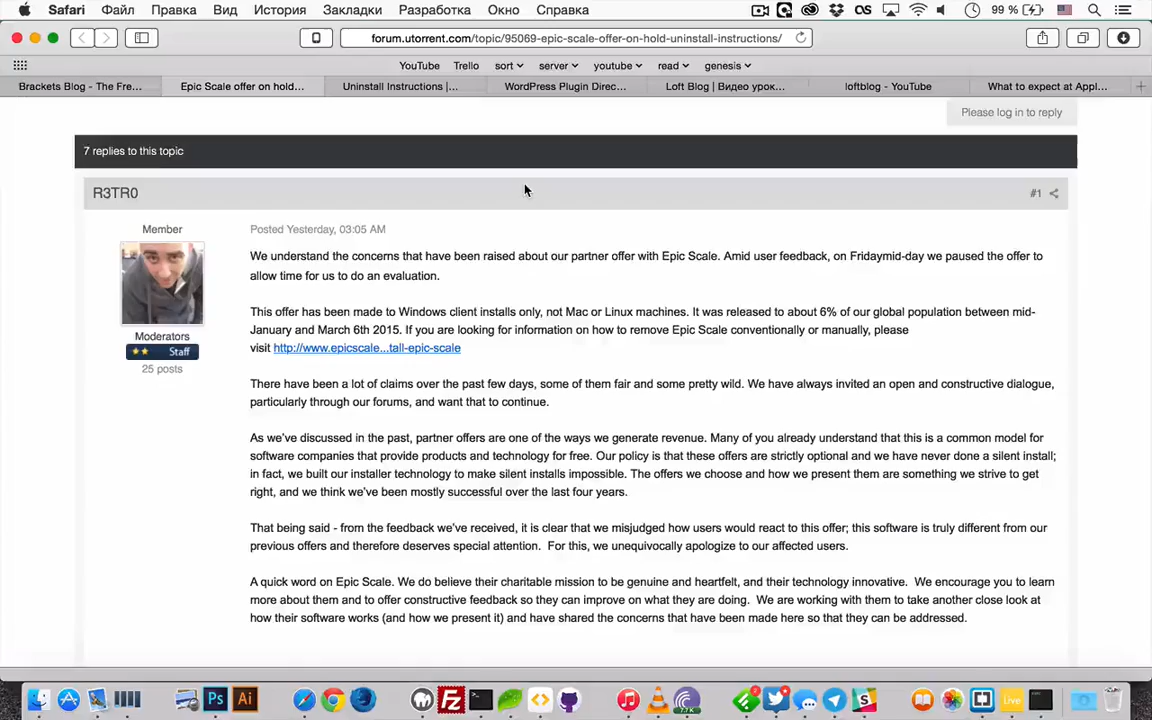 Safari Файл Правка Вид История Закладки Разработка Окно Справка 99 %
forum.utorrent.com/topic/95069-epic-scale-offer-on-hold-uninstall-instructions/
YouTube Trello sort server youtube read genesis
Brackets Blog - The Fre... Epic Scale offer on hold... Uninstall Instructions |... WordPress Plugin Direc... Loft Blog | Видео урок... loftblog - YouTube What to expect at Appl...
Please log in to reply
7 replies to this topic
R3TR0 #1
Member
Posted Yesterday, 03:05 AM
We understand the concerns that have been raised about our partner offer with Epic Scale. Amid user feedback, on Fridaymid-day we paused the offer to
allow time for us to do an evaluation.
This offer has been made to Windows client installs only, not Mac or Linux machines. It was released to about 6% of our global population between mid-
January and March 6th 2015. If you are looking for information on how to remove Epic Scale conventionally or manually, please
visit http://www.epicscale...tall-epic-scale
Moderators
Staff
25 posts
There have been a lot of claims over the past few days, some of them fair and some pretty wild. We have always invited an open and constructive dialogue,
particularly through our forums, and want that to continue.
As we've discussed in the past, partner offers are one of the ways we generate revenue. Many of you already understand that this is a common model for
software companies that provide products and technology for free. Our policy is that these offers are strictly optional and we have never done a silent install;
in fact, we built our installer technology to make silent installs impossible. The offers we choose and how we present them are something we strive to get
right, and we think we've been mostly successful over the last four years.
That being said - from the feedback we've received, it is clear that we misjudged how users would react to this offer; this software is truly different from our
previous offers and therefore deserves special attention. For this, we unequivocally apologize to our affected users.
A quick word on Epic Scale. We do believe their charitable mission to be genuine and heartfelt, and their technology innovative. We encourage you to learn
more about them and to offer constructive feedback so they can improve on what they are doing. We are working with them to take another close look at
how their software works (and how we present it) and have shared the concerns that have been made here so that they can be addressed.
Ps Ai Fz Live